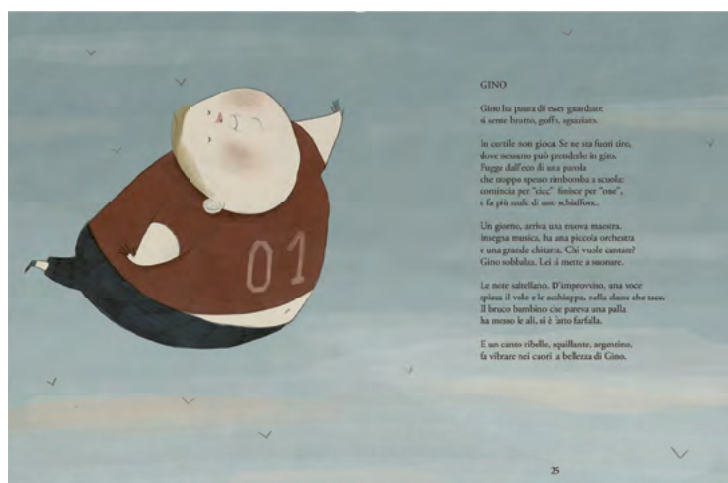 01
GINO
Gino ha paura di esser guardato:
si sente brutto, goffo, sguaiato.
In cortile non gioca. Se ne sta fuori tiro,
dove nessuno può prenderlo in giro.
Fugge dall'eco di una parola
che troppo spesso rimbomba a scuola:
comincia per "cicc" finisce per "one",
e fa più male di uno schiaffone.
Un giorno, arriva una nuova maestra.
Insegna musica, ha una piccola orchestra
e una grande chitarra. Chi vuole cantare?
Gino sobbalza. Lei si mette a suonare.
Le note saltellano. D'improvviso, una voce
spicca il volo e le acchiappa, nella classe che tace.
Il bruco bambino che pareva una palla
ha messo le ali, si è fatto farfalla.
E un canto ribelle, squillante, argentino,
fa vibrare nei cuori a bellezza di Gino.
25